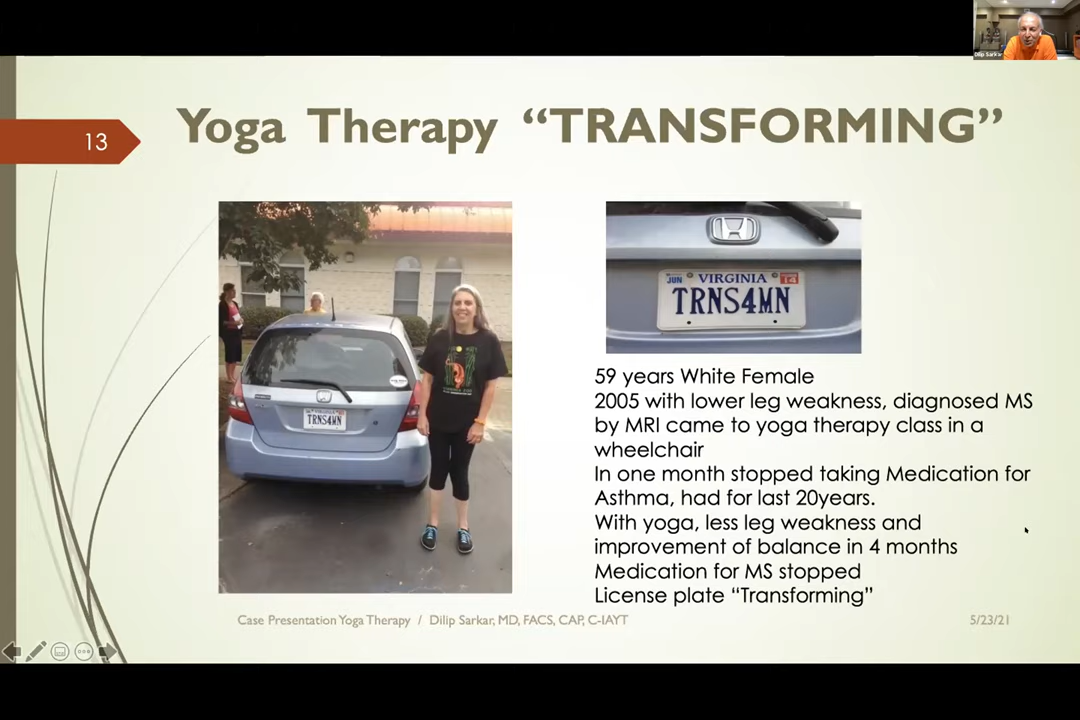 Dilip Sarkar
13
Yoga Therapy “TRANSFORMING”
TRNS4MN
JUN
VIRGINIA
14
TRNS4MN
59 years White Female
2005 with lower leg weakness, diagnosed MS
by MRI came to yoga therapy class in a
wheelchair
In one month stopped taking Medication for
Asthma, had for last 20years.
With yoga, less leg weakness and
improvement of balance in 4 months
Medication for MS stopped
License plate “Transforming”
Case Presentation Yoga Therapy / Dilip Sarkar, MD, FACS, CAP, C-IAYT
5/23/21